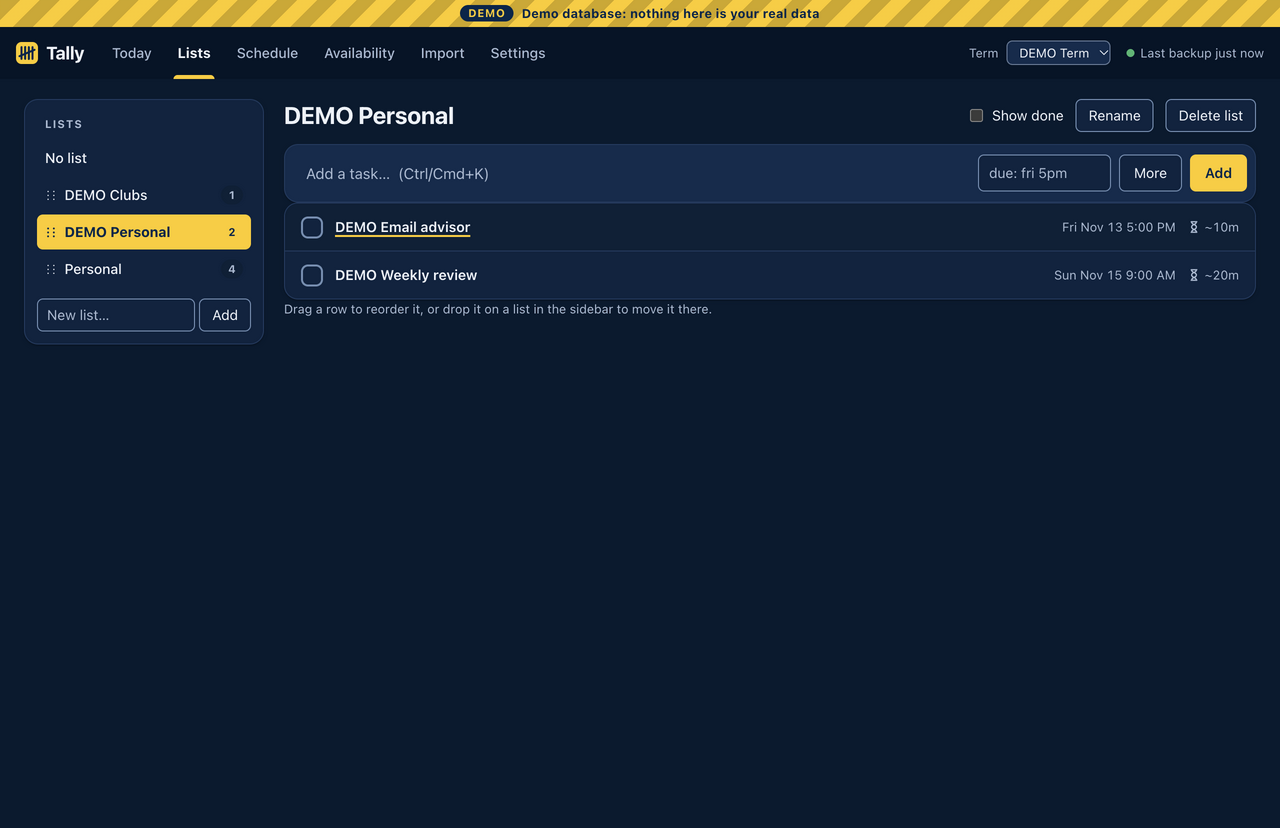 DEMO Demo database: nothing here is your real data
Tally Today Lists Schedule Availability Import Settings Term DEMO Term Last backup just now
LISTS
No list
DEMO Clubs 1
DEMO Personal 2
Personal 4
New list... Add
DEMO Personal Show done Rename Delete list
Add a task... (Ctrl/Cmd+K) due: fri 5pm More Add
DEMO Email advisor Fri Nov 13 5:00 PM ~10m
DEMO Weekly review Sun Nov 15 9:00 AM ~20m
Drag a row to reorder it, or drop it on a list in the sidebar to move it there.